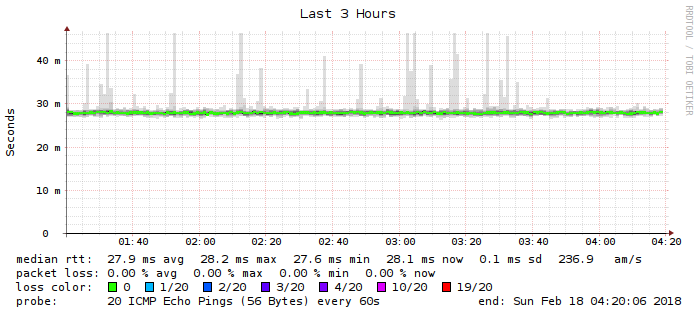 Last 3 Hours
RRDTOOL / TOBI OETIKER
Seconds
40 m
30 m
20 m
10 m
0
01:40 02:00 02:20 02:40 03:00 03:20 03:40 04:00 04:20
median rtt: 27.9 ms avg 28.2 ms max 27.6 ms min 28.1 ms now 0.1 ms sd 236.9 am/s
packet loss: 0.00 % avg 0.00 % max 0.00 % min 0.00 % now
loss color: 0 1/20 2/20 3/20 4/20 10/20 19/20
probe: 20 ICMP Echo Pings (56 Bytes) every 60s end: Sun Feb 18 04:20:06 2018